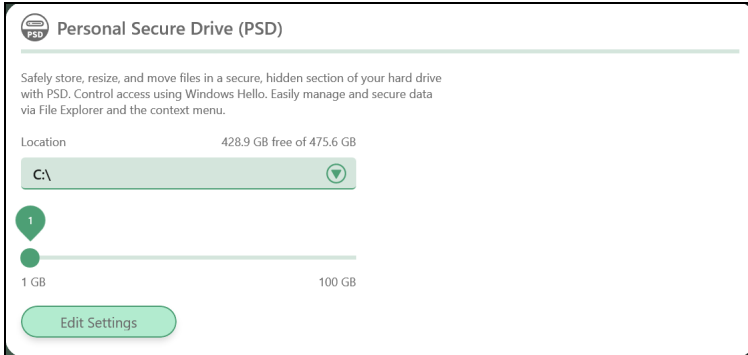 PSD
Personal Secure Drive (PSD)
Safely store, resize, and move files in a secure, hidden section of your hard drive
with PSD. Control access using Windows Hello. Easily manage and secure data
via File Explorer and the context menu.
Location 428.9 GB free of 475.6 GB
C:\
1
1 GB 100 GB
Edit Settings